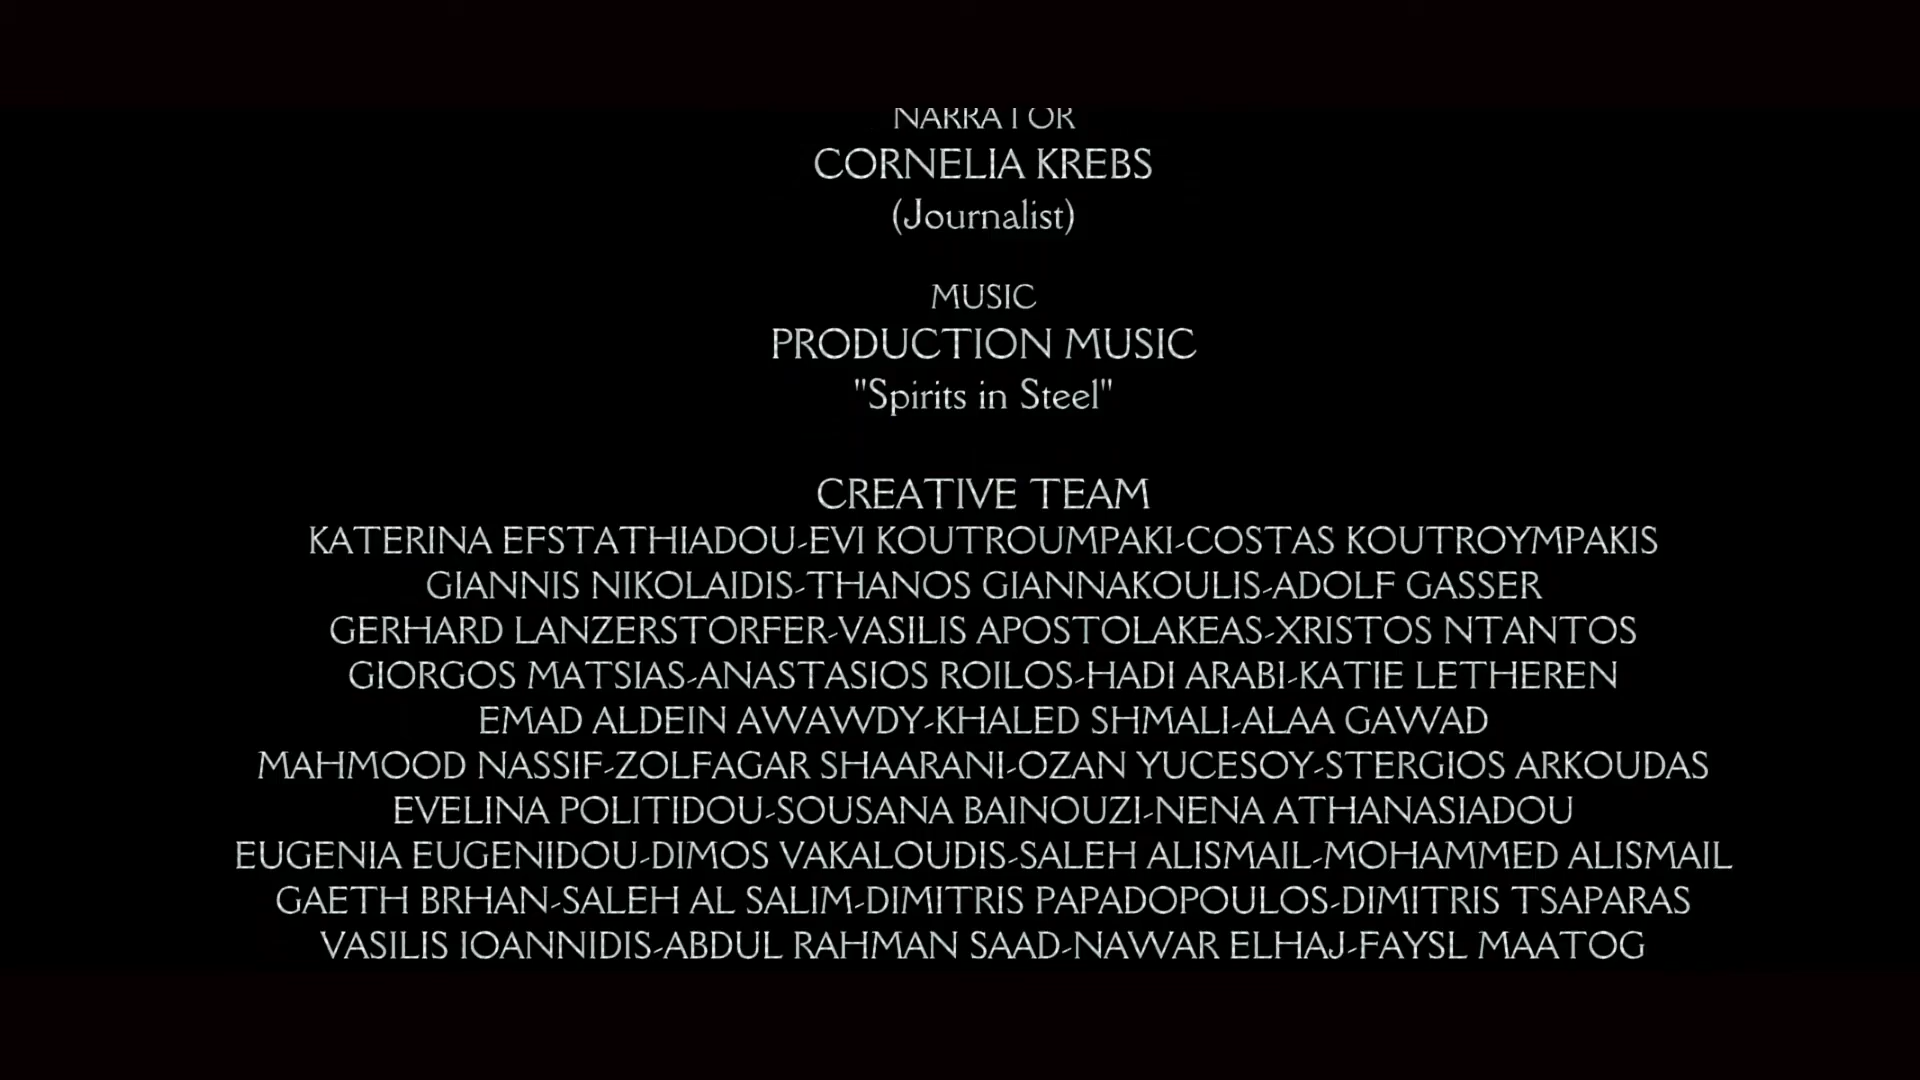 NARRATOR
CORNELIA KREBS
(Journalist)
MUSIC
PRODUCTION MUSIC
"Spirits in Steel"
CREATIVE TEAM
KATERINA EFSTATHIADOU-EVI KOUTROUMPAKI-COSTAS KOUTROYMPAKIS
GIANNIS NIKOLAIDIS-THANOS GIANNAKOULIS-ADOLF GASSER
GERHARD LANZERSTORFER-VASILIS APOSTOLAKEAS-XRISTOS NTANTOS
GIORGOS MATSIAS-ANASTASIOS ROILOS-HADI ARABI-KATIE LETHEREN
EMAD ALDEIN AWAWDY-KHALED SHMALI-ALAA GAWAD
MAHMOOD NASSIF-ZOLFAGAR SHAARANI-OZAN YUCESOY-STERGIOS ARKOUDAS
EVELINA POLITIDOU-SOUSANA BAINOUZI-NENA ATHANASIADOU
EUGENIA EUGENIDOU-DIMOS VAKALOUDIS-SALEH ALISMAIL-MOHAMMED ALISMAIL
GAETH BRHAN-SALEH AL SALIM-DIMITRIS PAPADOPOULOS-DIMITRIS TSAPARAS
VASILIS IOANNIDIS-ABDUL RAHMAN SAAD-NAWAR ELHAJ-FAYSL MAATOG